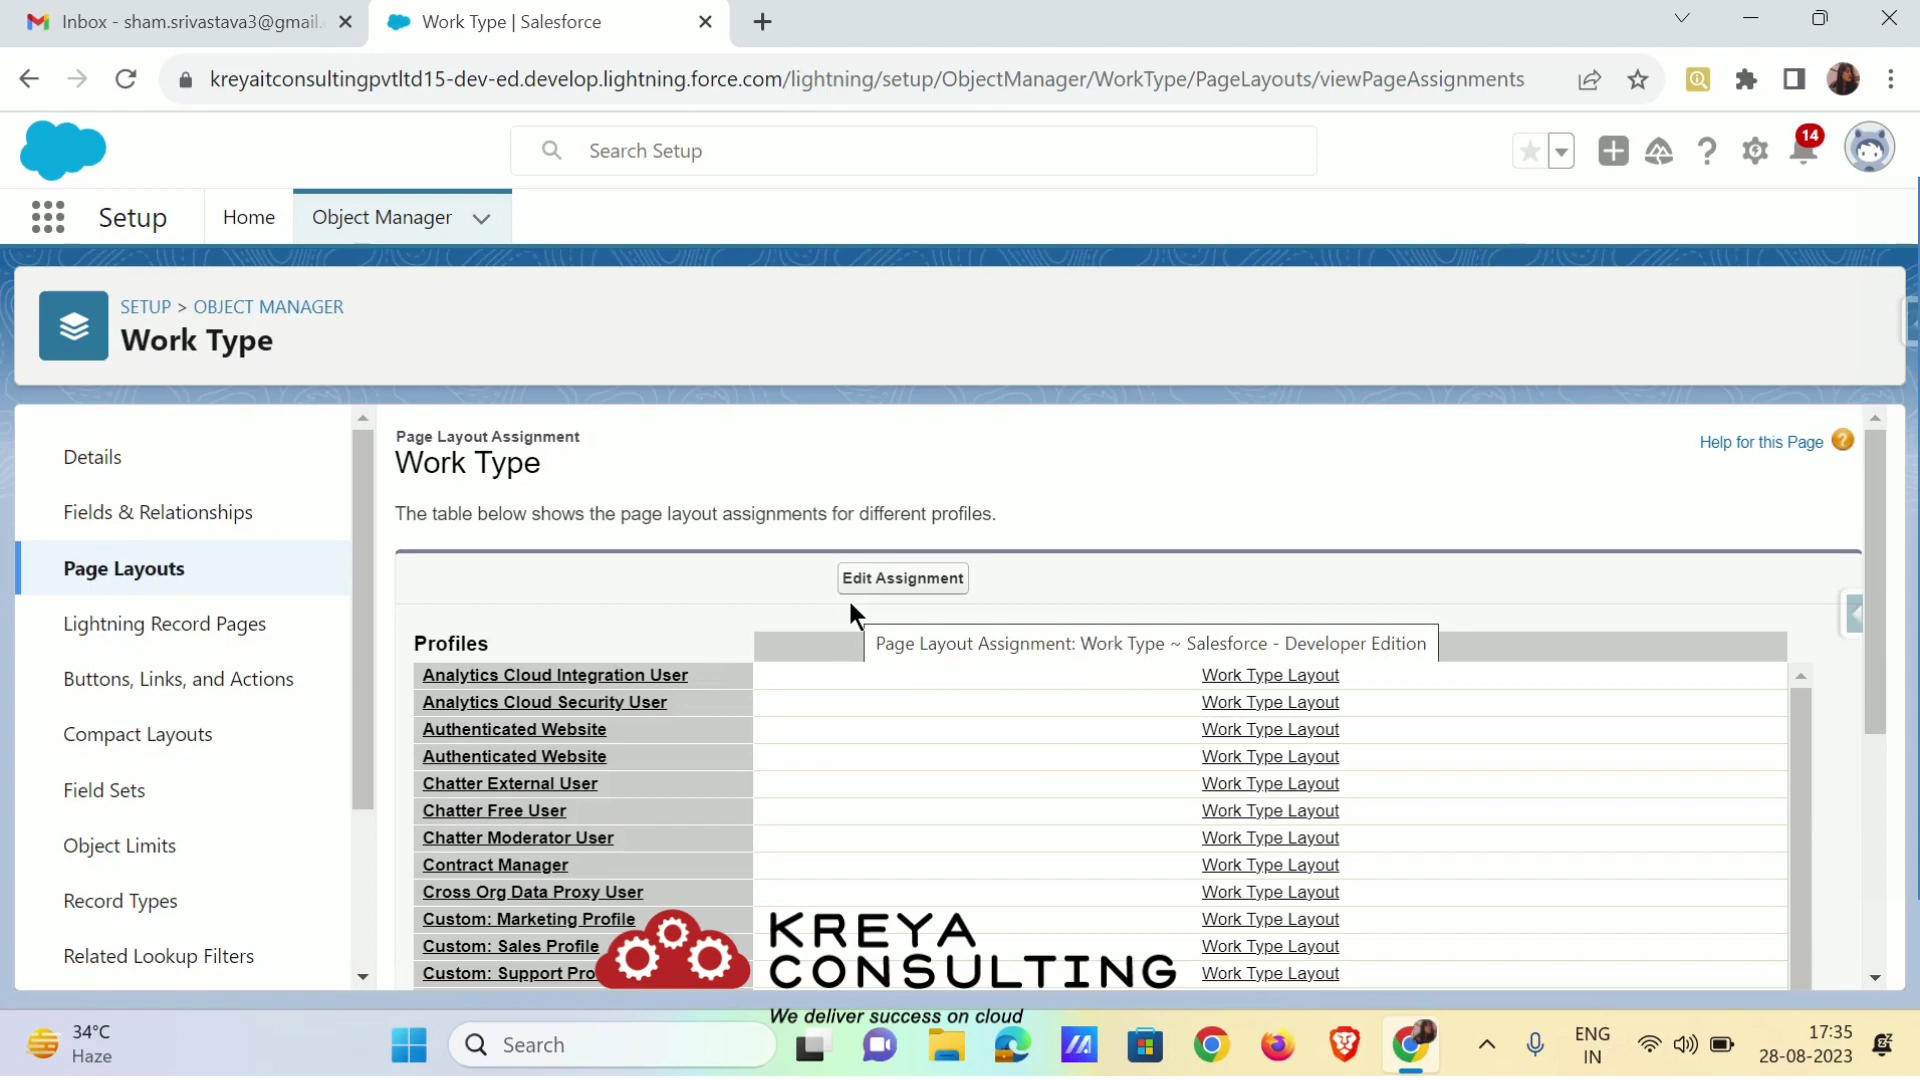 Inbox - sham.srivastava3@gmail.
Work Type | Salesforce
kreyaitconsultingpvtltd15-dev-ed.develop.lightning.force.com/lightning/setup/ObjectManager/WorkType/PageLayouts/viewPageAssignments
Search Setup
14
Setup
Home
Object Manager
SETUP > OBJECT MANAGER
Work Type
Details
Fields & Relationships
Page Layouts
Lightning Record Pages
Buttons, Links, and Actions
Compact Layouts
Field Sets
Object Limits
Record Types
Related Lookup Filters
Page Layout Assignment
Work Type
Help for this Page ?
The table below shows the page layout assignments for different profiles.
Edit Assignment
Profiles
Page Layout Assignment: Work Type ~ Salesforce - Developer Edition
Analytics Cloud Integration User Work Type Layout
Analytics Cloud Security User Work Type Layout
Authenticated Website Work Type Layout
Authenticated Website Work Type Layout
Chatter External User Work Type Layout
Chatter Free User Work Type Layout
Chatter Moderator User Work Type Layout
Contract Manager Work Type Layout
Cross Org Data Proxy User Work Type Layout
Custom: Marketing Profile Work Type Layout
Custom: Sales Profile Work Type Layout
Custom: Support Pro Work Type Layout
KREYA
CONSULTING
We deliver success on cloud
34°C
Haze
Search
ENG
IN
17:35
28-08-2023